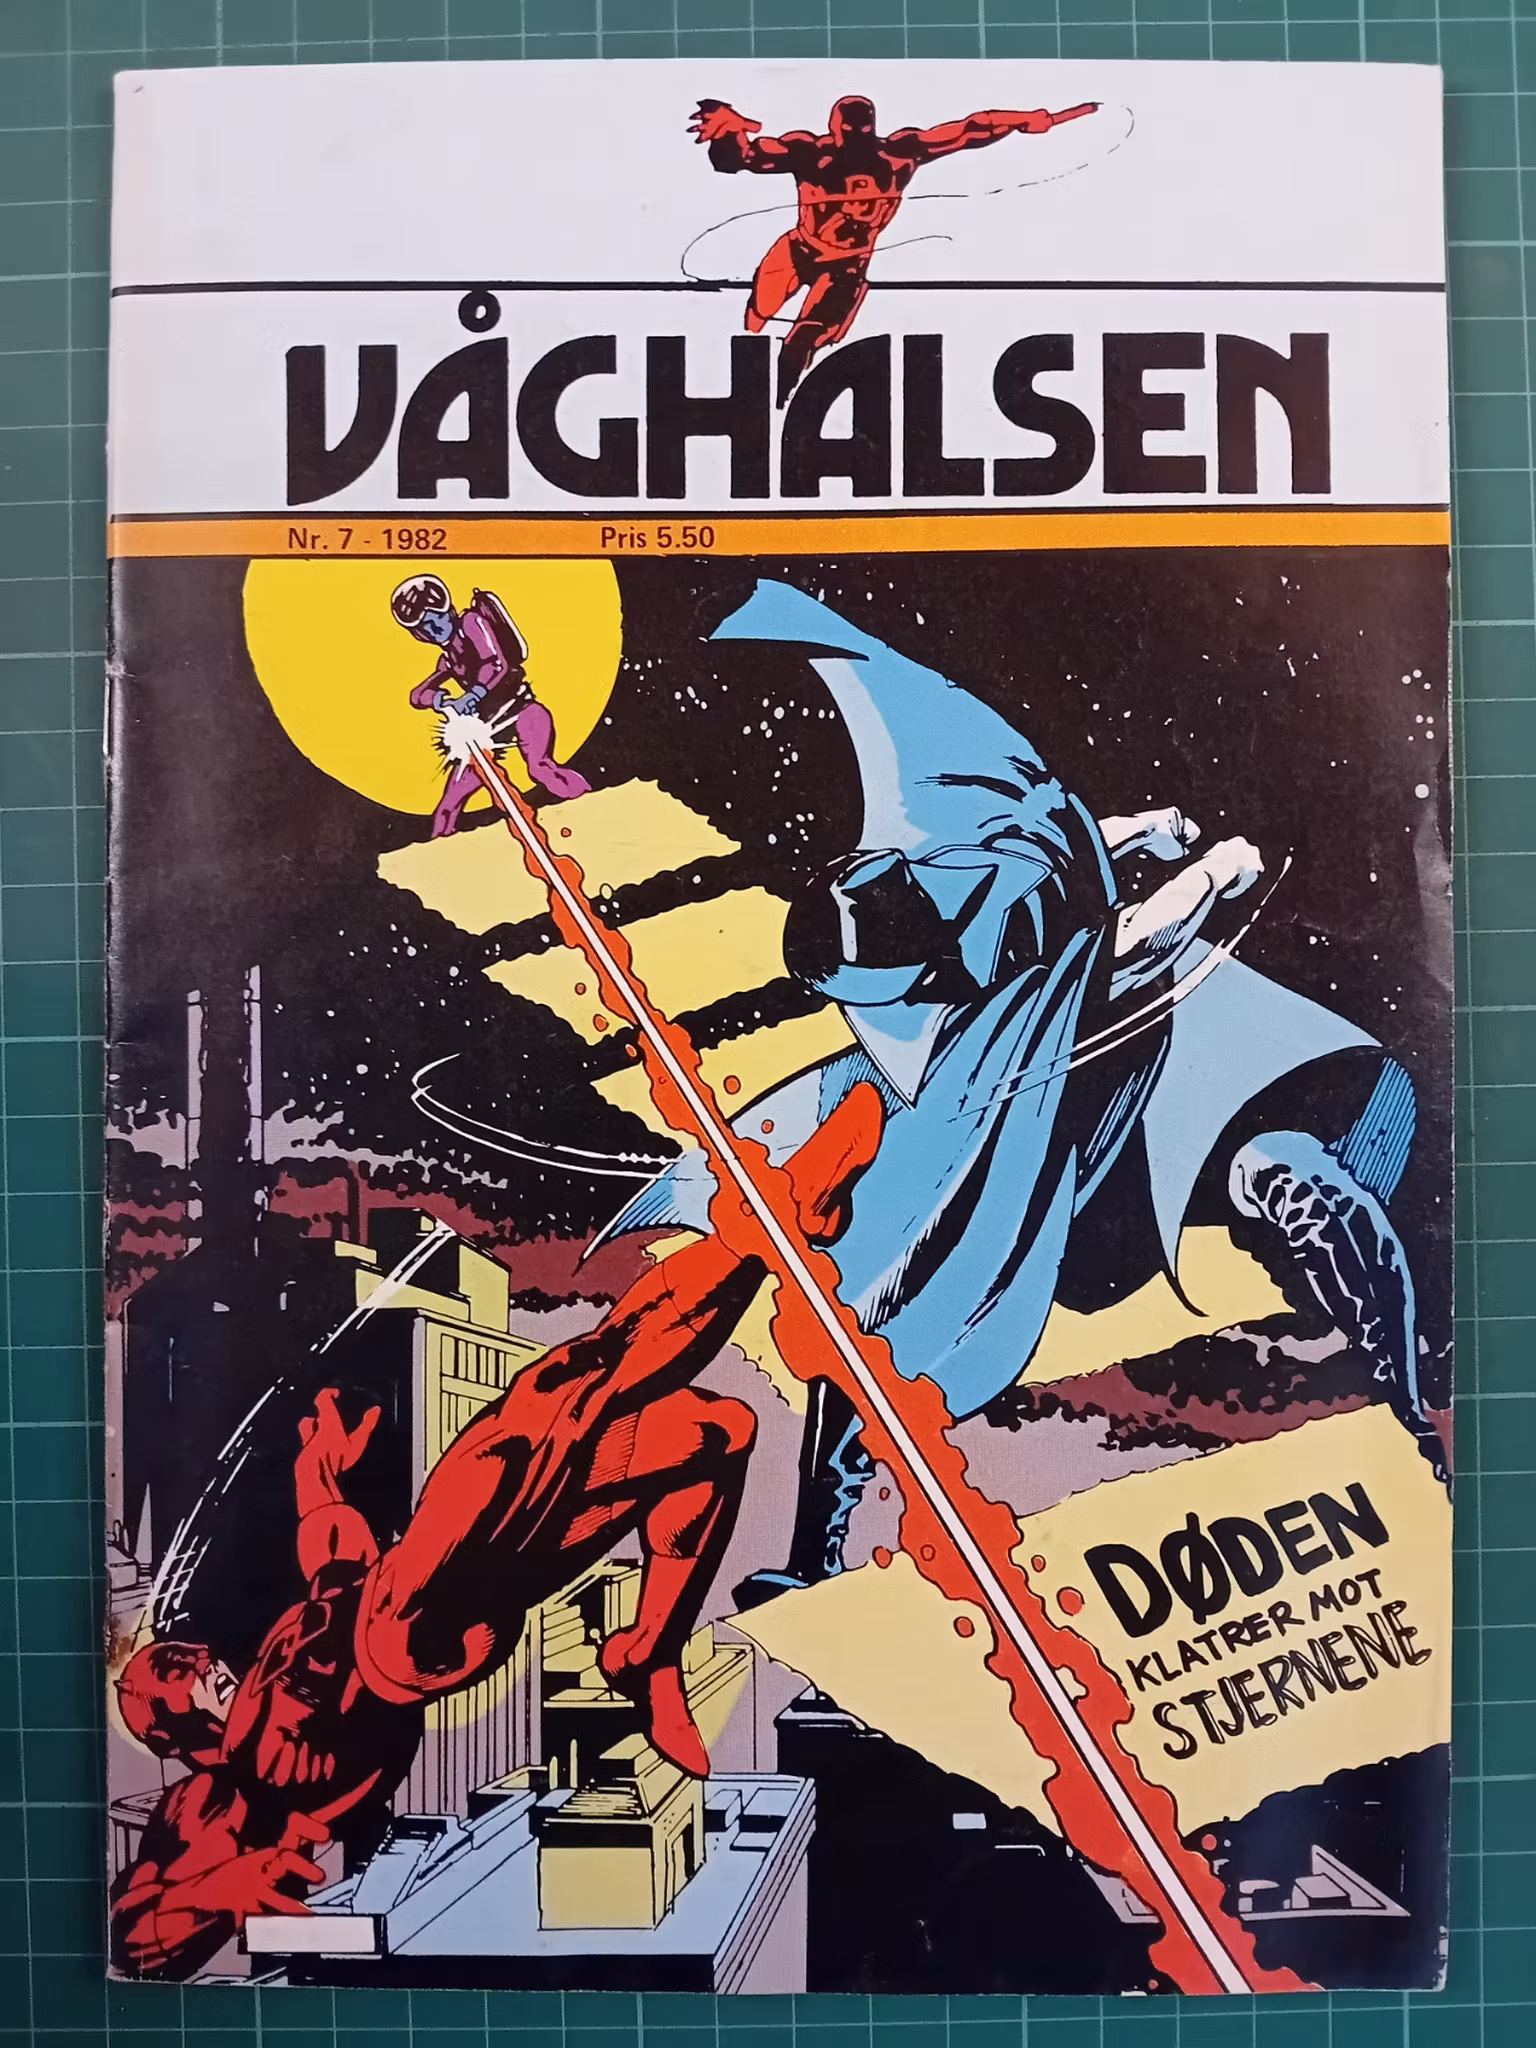 VÅGHALSEN
Nr. 7 - 1982 Pris 5.50
DØDEN
KLATRER MOT
STJERNENE